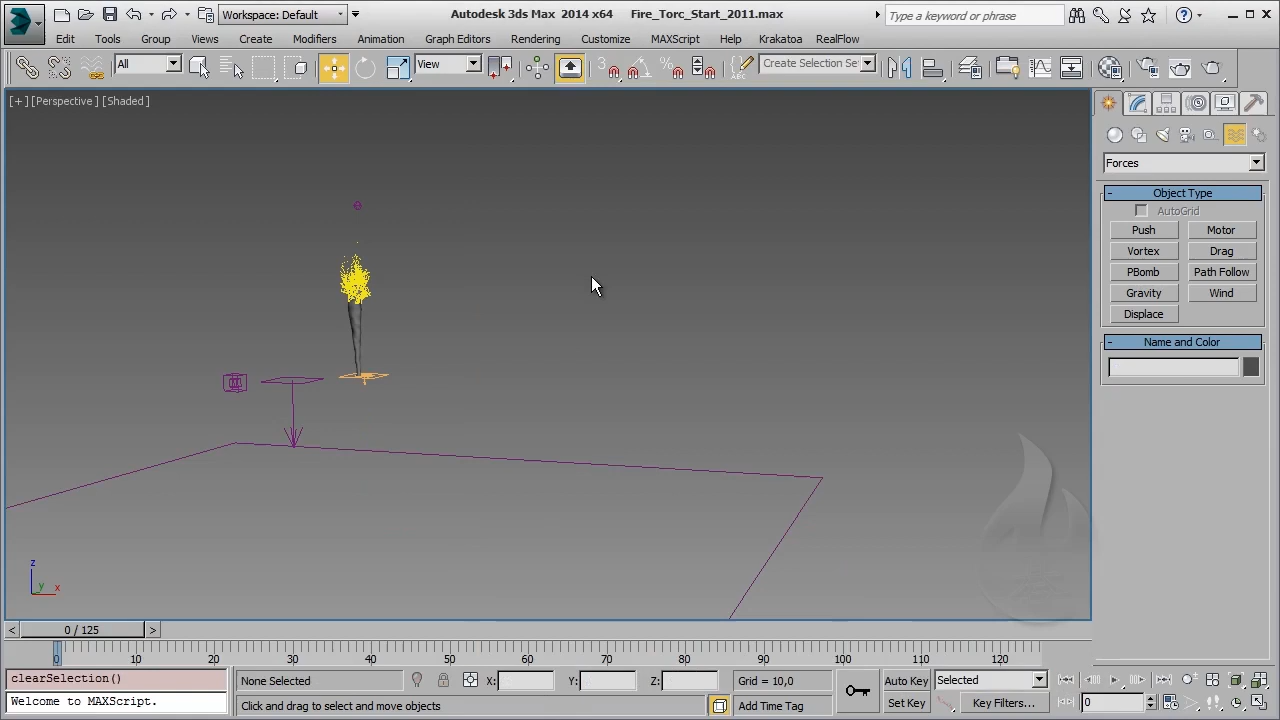 Workspace: Default
Autodesk 3ds Max 2014 x64 Fire_Torc_Start_2011.max
Type a keyword or phrase
Edit Tools Group Views Create Modifiers Animation Graph Editors Rendering Customize MAXScript Help Krakatoa RealFlow
All
View
3
Create Selection Se
[+][Perspective][Shaded]
Forces
- Object Type
AutoGrid
Push Motor
Vortex Drag
PBomb Path Follow
Gravity Wind
Displace
- Name and Color
z
y x
< 0 / 125 >
0 10 20 30 40 50 60 70 80 90 100 110 120
clearSelection()
Welcome to MAXScript.
None Selected
X: Y: Z:
Grid = 10,0
Auto Key Selected
Click and drag to select and move objects
Add Time Tag
Set Key Key Filters...
0